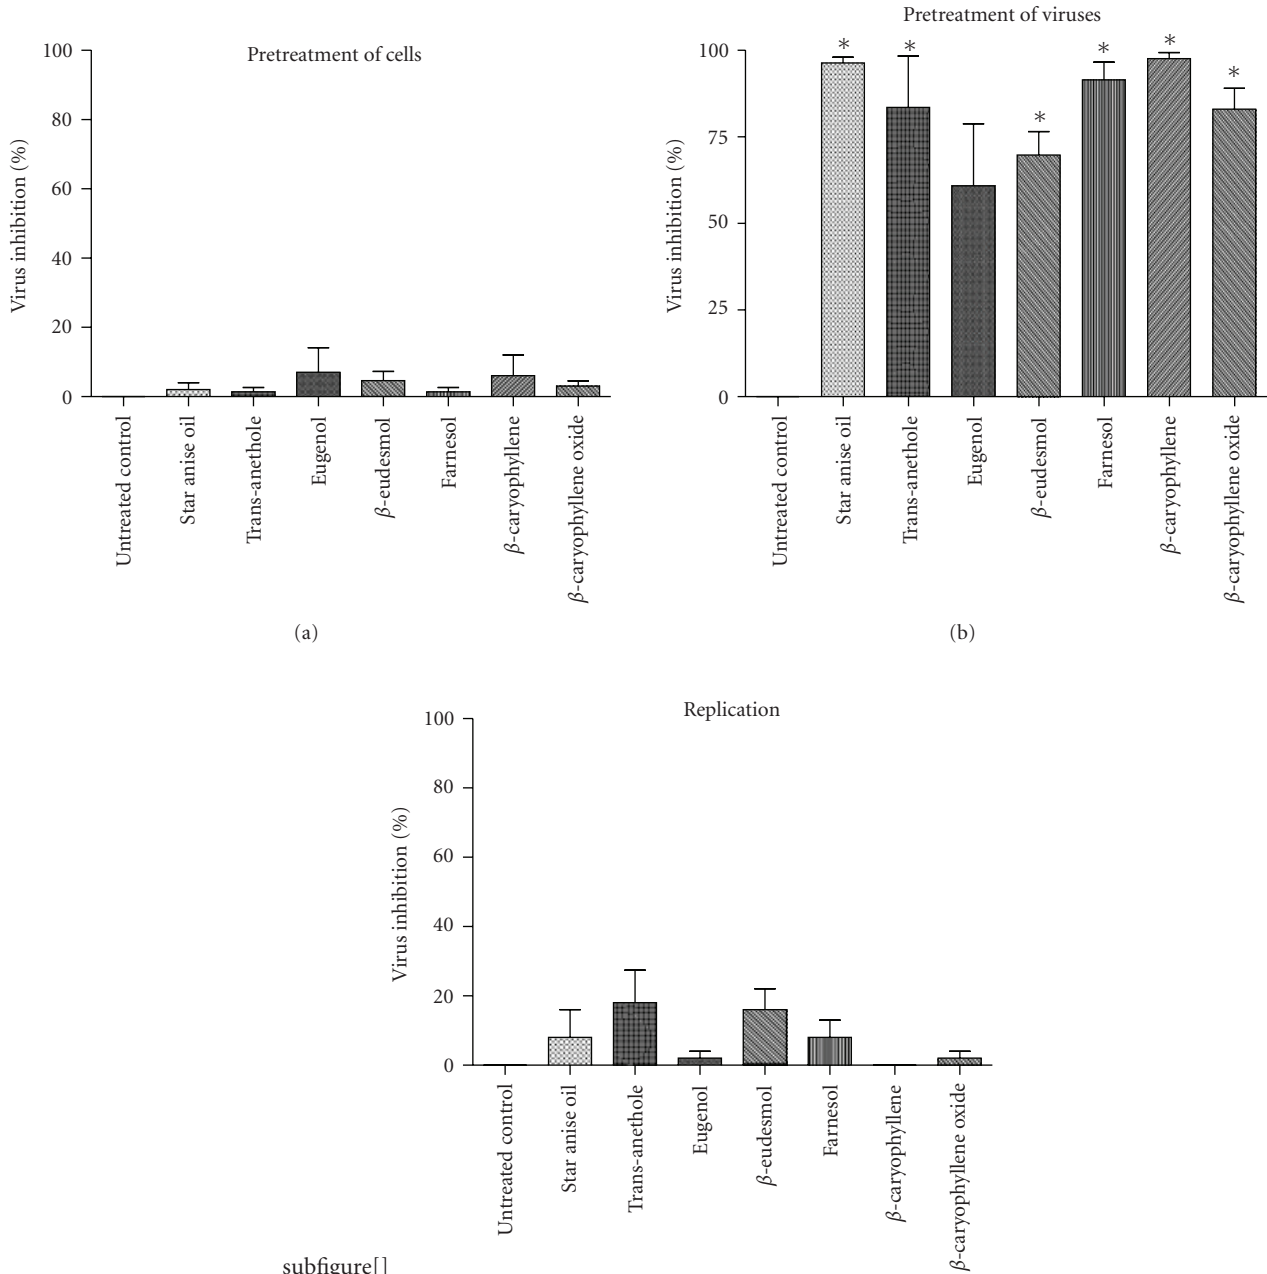 Pretreatment of cells
Virus inhibition (%)
100
80
60
40
20
0
Untreated control
Star anise oil
Trans-anethole
Eugenol
β-eudesmol
Farnesol
β-caryophyllene
β-caryophyllene oxide
(a)
Pretreatment of viruses
Virus inhibition (%)
100
75
50
25
0
* * * * * *
Untreated control
Star anise oil
Trans-anethole
Eugenol
β-eudesmol
Farnesol
β-caryophyllene
β-caryophyllene oxide
(b)
Replication
Virus inhibition (%)
100
80
60
40
20
0
Untreated control
Star anise oil
Trans-anethole
Eugenol
β-eudesmol
Farnesol
β-caryophyllene
β-caryophyllene oxide
subfigure[]